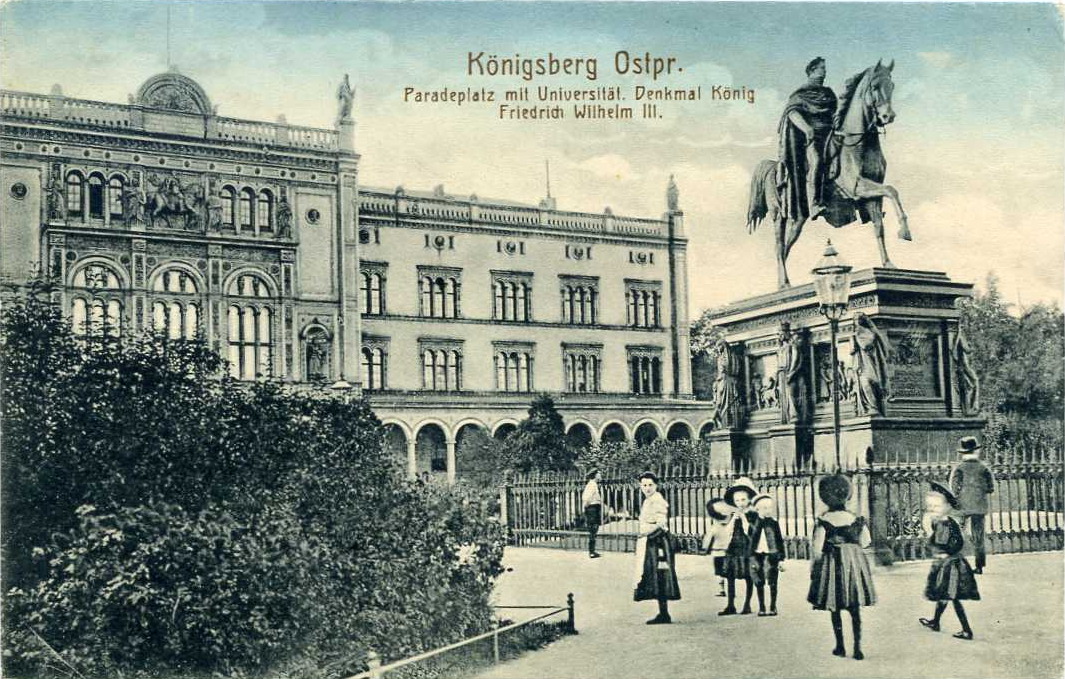 Königsberg Ostpr.
Paradeplatz mit Universität. Denkmal König
Friedrich Wilhelm III.